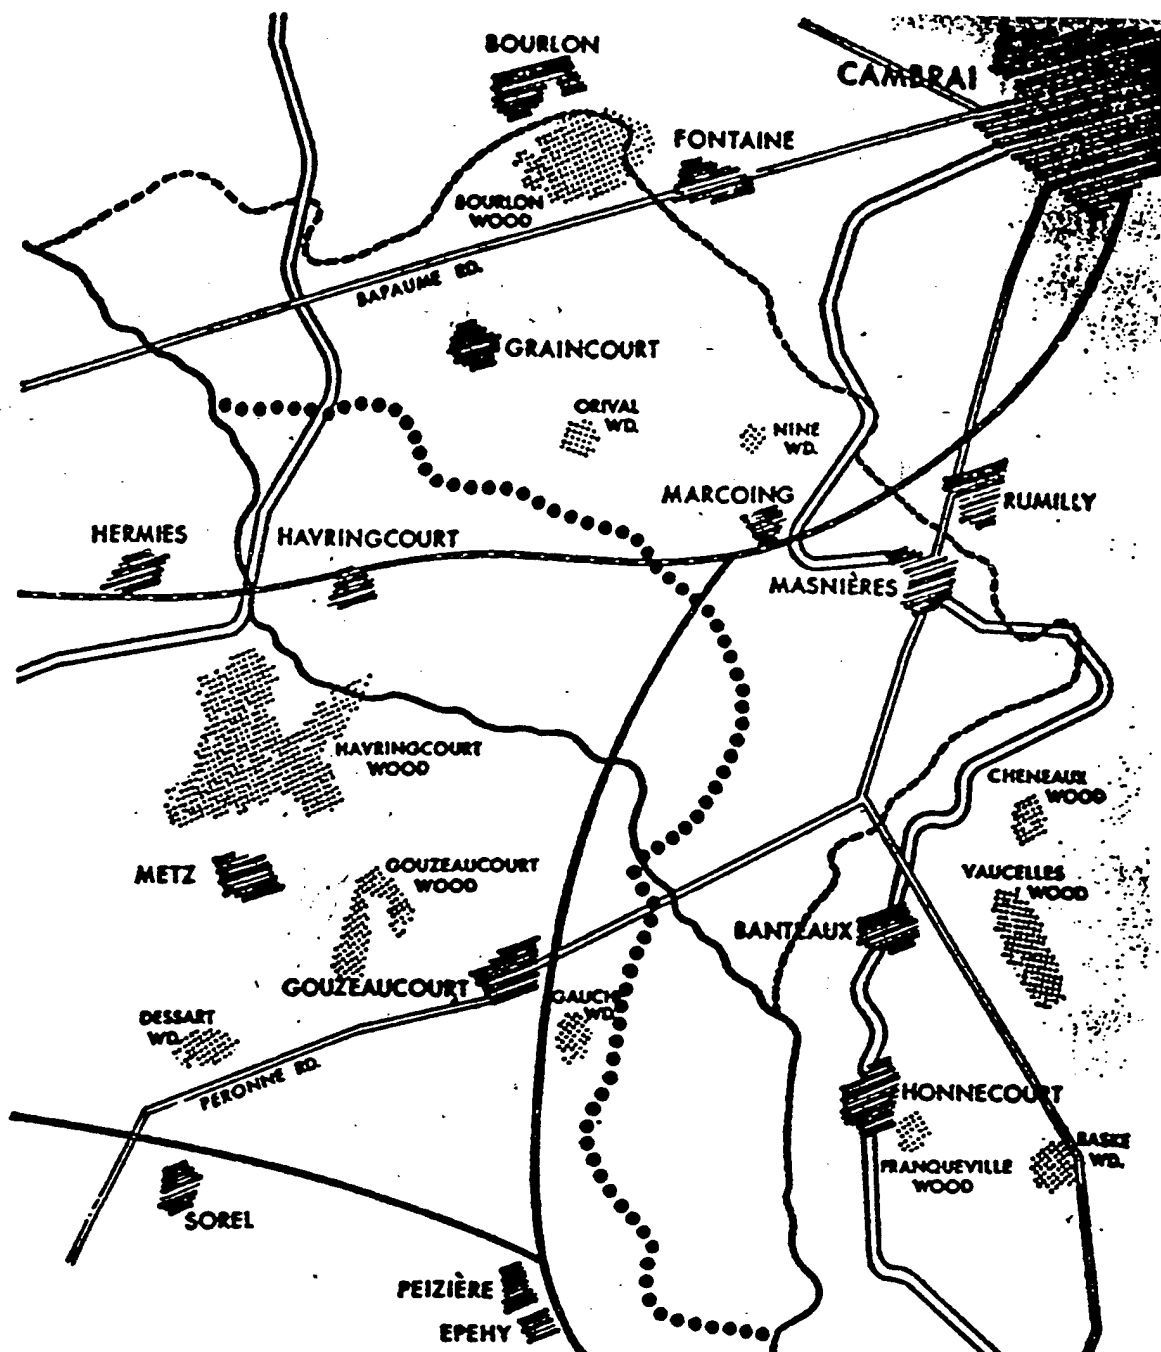 BOURLON
CAMBRAI
FONTAINE
BOURLON
WOOD
BAPAUME RD.
GRAINCOURT
ORIVAL
WD.
NINE
WD.
MARCOING
RUMILLY
HERMIES
HAVRINGCOURT
MASNIÈRES
HAVRINGCOURT
WOOD
CHENEAUX
WOOD
METZ
GOUZEAUCOURT
WOOD
VAUCELLES
WOOD
BANTEAUX
GOUZEAUCOURT
GAUCH
WD.
DESSART
WD.
PERONNE RD.
HONNECOURT
BASKE
WD.
FRANQUEVILLE
WOOD
SOREL
PEIZIÈRE
EPEHY